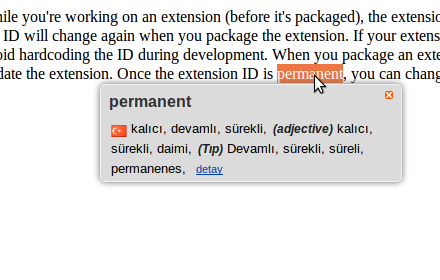 ile you're working on an extension (before it's packaged), the extensio
ID will change again when you package the extension. If your extens
oid hardcoding the ID during development. When you package an exte
date the extension. Once the extension ID is permanent, you can chang
permanent
kalıcı, devamlı, sürekli, (adjective) kalıcı,
sürekli, daimi, (Tıp) Devamlı, sürekli, süreli,
permanenes, detay